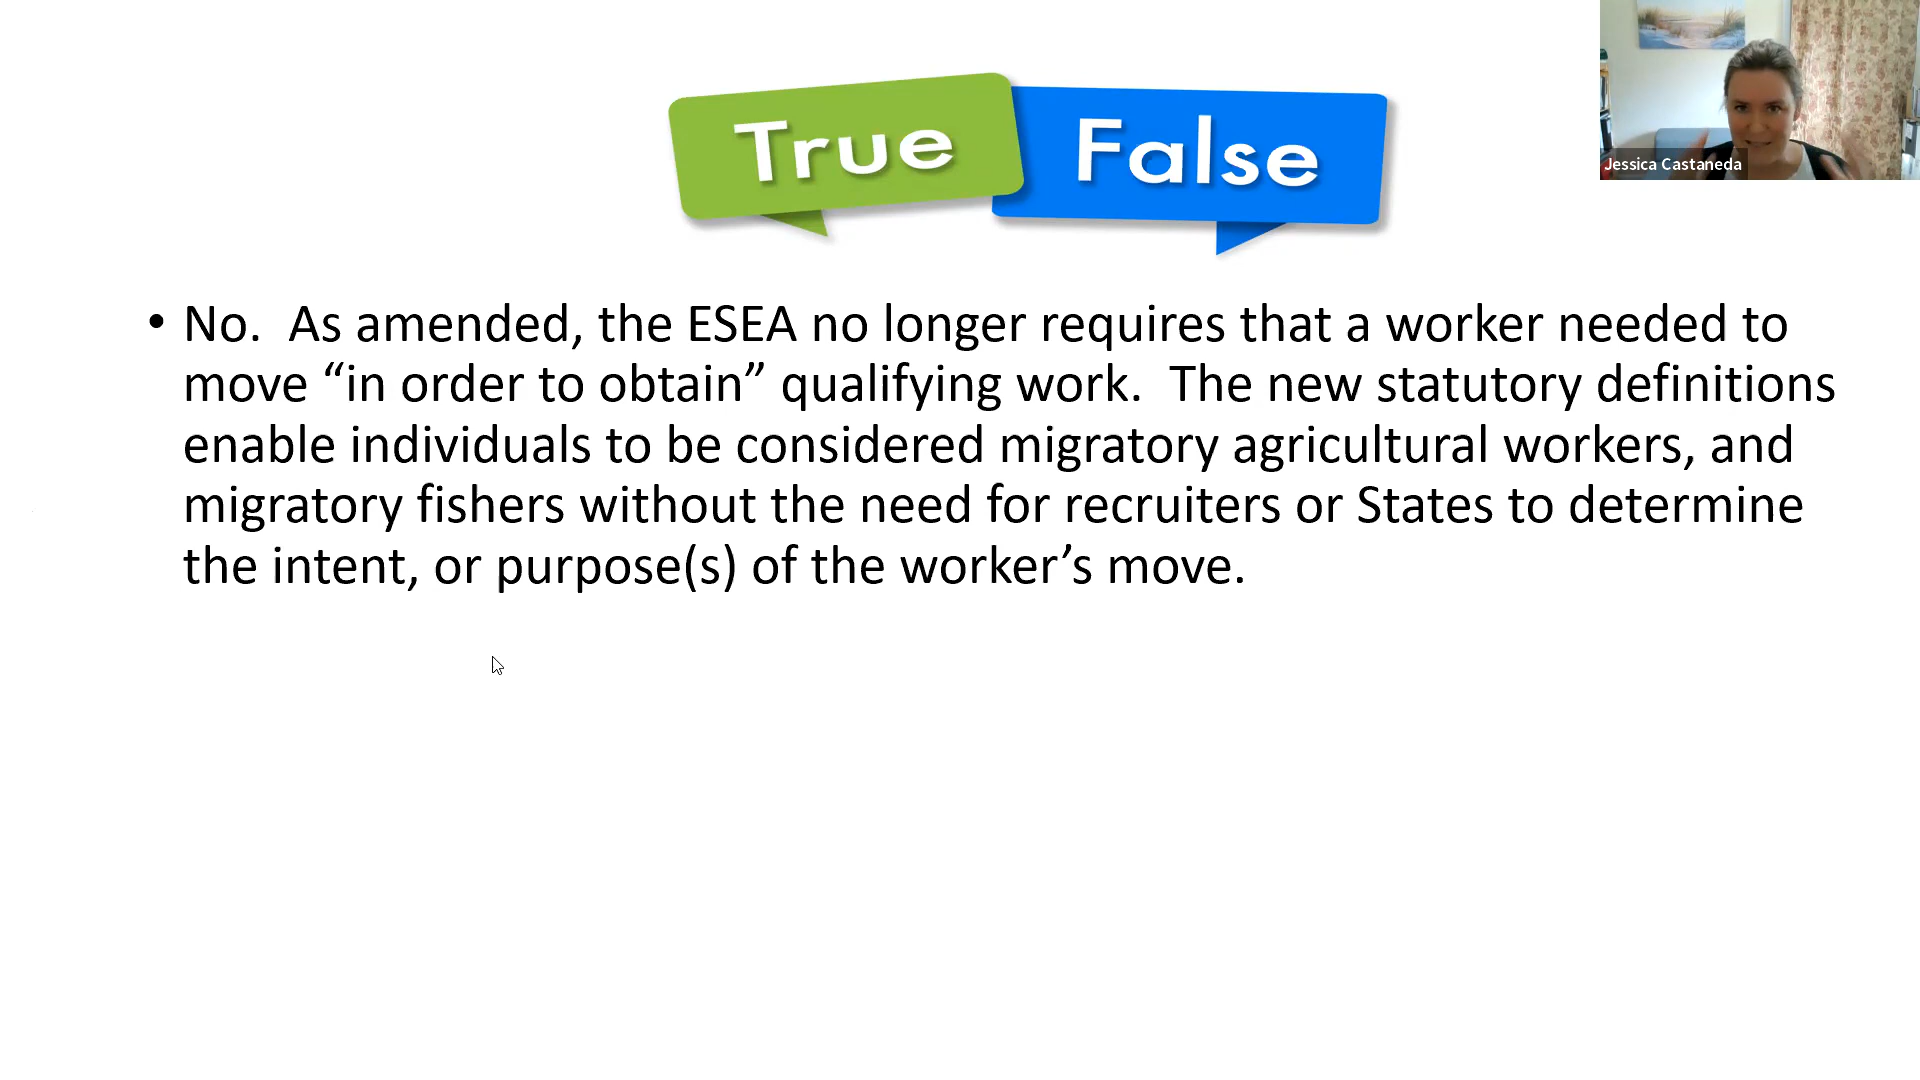 True False
Jessica Castaneda
• No.  As amended, the ESEA no longer requires that a worker needed to
move “in order to obtain” qualifying work.  The new statutory definitions
enable individuals to be considered migratory agricultural workers, and
migratory fishers without the need for recruiters or States to determine
the intent, or purpose(s) of the worker’s move.